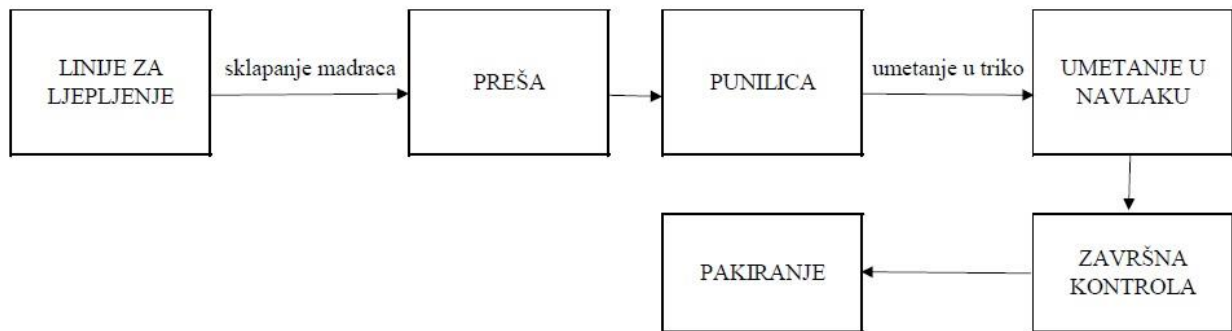 LINIJE ZA
LJEPLJENJE
sklapanje madraca
PREŠA
PUNILICA
umetanje u triko
UMETANJE U
NAVLAKU
ZAVRŠNA
KONTROLA
PAKIRANJE